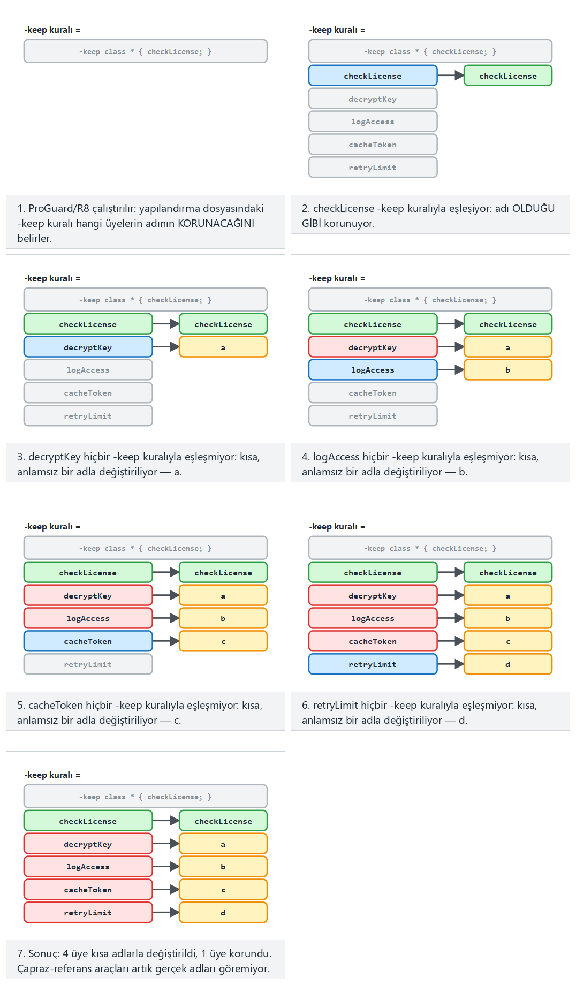 -keep kuralı =
-keep class * { checkLicense; }
1. ProGuard/R8 çalıştırılır: yapılandırma dosyasındaki
-keep kuralı hangi üyelerin adının KORUNACAĞINI
belirler.
-keep kuralı =
-keep class * { checkLicense; }
checkLicense checkLicense
decryptKey
logAccess
cacheToken
retryLimit
2. checkLicense -keep kuralıyla eşleşiyor: adı OLDUĞU
GİBİ korunuyor.
-keep kuralı =
-keep class * { checkLicense; }
checkLicense checkLicense
decryptKey a
logAccess
cacheToken
retryLimit
3. decryptKey hiçbir -keep kuralıyla eşleşmiyor: kısa,
anlamsız bir adla değiştiriliyor — a.
-keep kuralı =
-keep class * { checkLicense; }
checkLicense checkLicense
decryptKey a
logAccess b
cacheToken
retryLimit
4. logAccess hiçbir -keep kuralıyla eşleşmiyor: kısa,
anlamsız bir adla değiştiriliyor — b.
-keep kuralı =
-keep class * { checkLicense; }
checkLicense checkLicense
decryptKey a
logAccess b
cacheToken c
retryLimit
5. cacheToken hiçbir -keep kuralıyla eşleşmiyor: kısa,
anlamsız bir adla değiştiriliyor — c.
-keep kuralı =
-keep class * { checkLicense; }
checkLicense checkLicense
decryptKey a
logAccess b
cacheToken c
retryLimit d
6. retryLimit hiçbir -keep kuralıyla eşleşmiyor: kısa,
anlamsız bir adla değiştiriliyor — d.
-keep kuralı =
-keep class * { checkLicense; }
checkLicense checkLicense
decryptKey a
logAccess b
cacheToken c
retryLimit d
7. Sonuç: 4 üye kısa adlarla değiştirildi, 1 üye korundu.
Çapraz-referans araçları artık gerçek adları göremiyor.